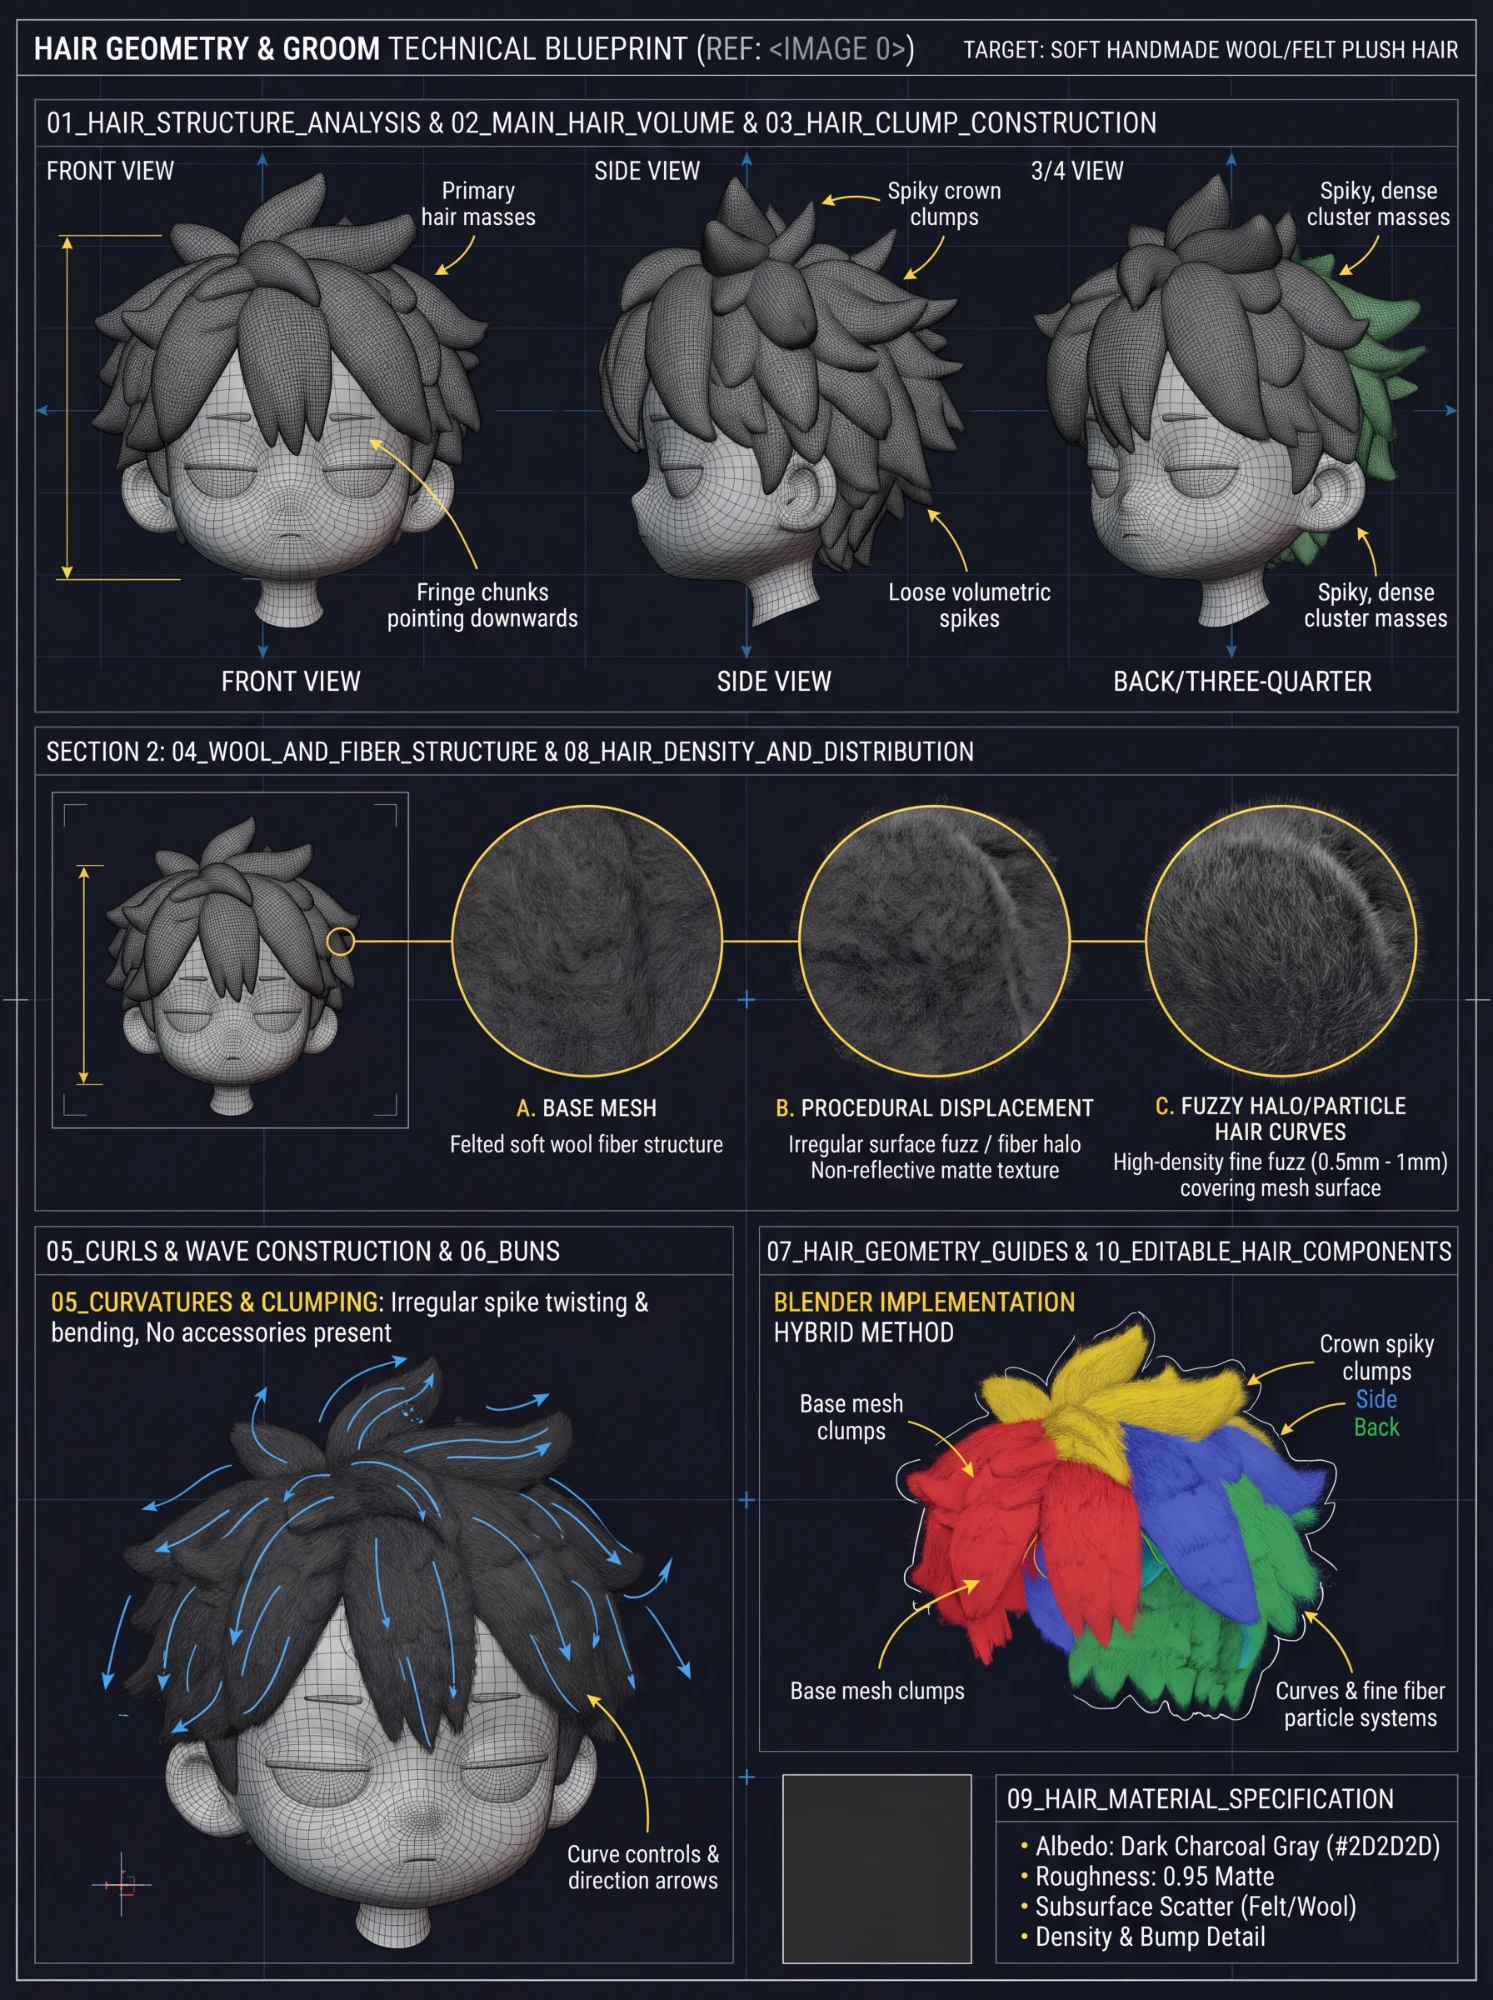 HAIR GEOMETRY & GROOM TECHNICAL BLUEPRINT (REF: <IMAGE 0>)
TARGET: SOFT HANDMADE WOOL/FELT PLUSH HAIR
01_HAIR_STRUCTURE_ANALYSIS & 02_MAIN_HAIR_VOLUME & 03_HAIR_CLUMP_CONSTRUCTION
FRONT VIEW
Primary
hair masses
Fringe chunks
pointing downwards
FRONT VIEW
SIDE VIEW
Spiky crown
clumps
Loose volumetric
spikes
SIDE VIEW
3/4 VIEW
Spiky, dense
cluster masses
Spiky, dense
cluster masses
BACK/THREE-QUARTER
SECTION 2: 04_WOOL_AND_FIBER_STRUCTURE & 08_HAIR_DENSITY_AND_DISTRIBUTION
A. BASE MESH
Felted soft wool fiber structure
B. PROCEDURAL DISPLACEMENT
Irregular surface fuzz / fiber halo
Non-reflective matte texture
C. FUZZY HALO/PARTICLE
HAIR CURVES
High-density fine fuzz (0.5mm - 1mm)
covering mesh surface
05_CURLS & WAVE CONSTRUCTION & 06_BUNS
05_CURVATURES & CLUMPING: Irregular spike twisting &
bending, No accessories present
Curve controls &
direction arrows
07_HAIR_GEOMETRY_GUIDES & 10_EDITABLE_HAIR_COMPONENTS
BLENDER IMPLEMENTATION
HYBRID METHOD
Crown spiky
clumps
Side
Back
Base mesh
clumps
Base mesh clumps
Curves & fine fiber
particle systems
09_HAIR_MATERIAL_SPECIFICATION
• Albedo: Dark Charcoal Gray (#2D2D2D)
• Roughness: 0.95 Matte
• Subsurface Scatter (Felt/Wool)
• Density & Bump Detail